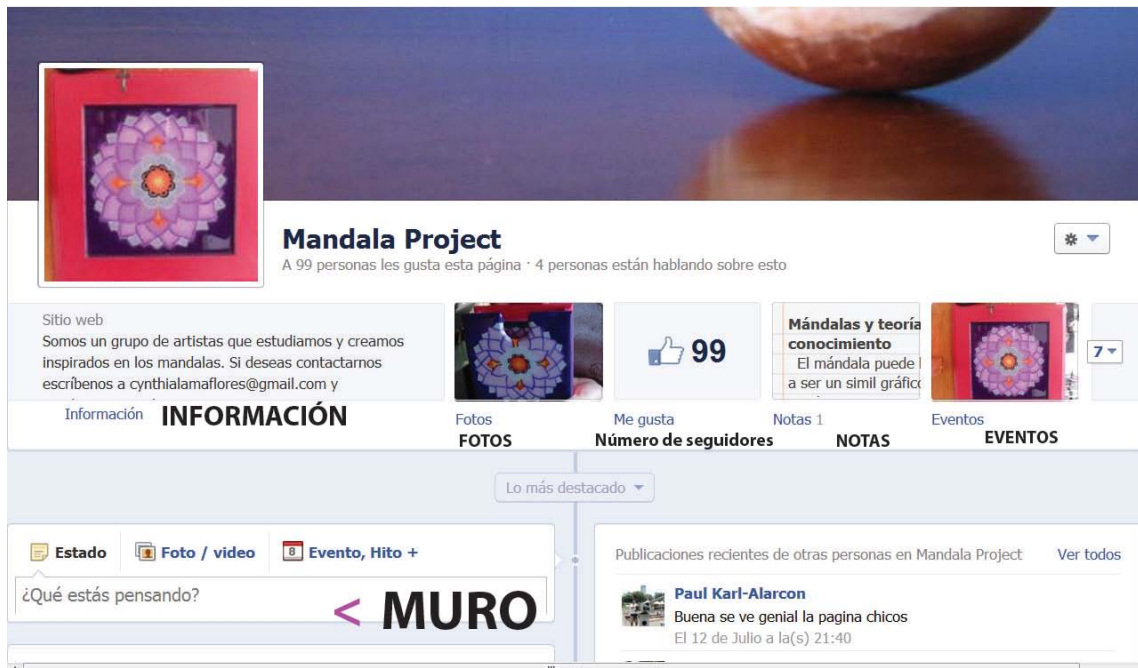 Mandala Project
A 99 personas les gusta esta página · 4 personas están hablando sobre esto
Sitio web
Somos un grupo de artistas que estudiamos y creamos
inspirados en los mandalas. Si deseas contactarnos
escríbenos a cynthialamaflores@gmail.com y
Información INFORMACIÓN
Fotos
FOTOS
99
Me gusta
Número de seguidores
Mándalas y teoría
conocimiento
El mándala puede
a ser un simil gráfico
Notas 1
NOTAS
Eventos
EVENTOS
7
Lo más destacado
Estado Foto / video 8 Evento, Hito +
¿Qué estás pensando?
< MURO
Publicaciones recientes de otras personas en Mandala Project Ver todos
Paul Karl-Alarcon
Buena se ve genial la pagina chicos
El 12 de Julio a la(s) 21:40